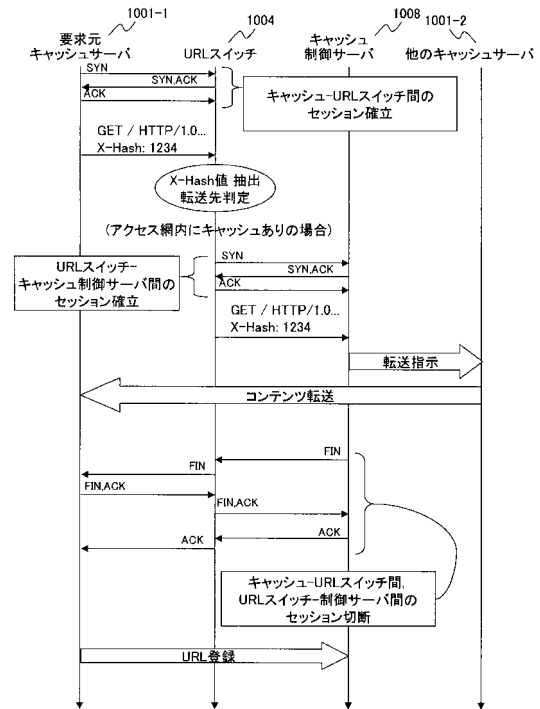 1001-1
1004
1008
1001-2
要求元
キャッシュサーバ
URLスイッチ
キャッシュ
制御サーバ
他のキャッシュサーバ
SYN
SYN,ACK
ACK
キャッシュ-URLスイッチ間の
セッション確立
GET / HTTP/1.0...
X-Hash: 1234
X-Hash値 抽出
転送先判定
(アクセス網内にキャッシュありの場合)
SYN
SYN,ACK
ACK
URLスイッチ-
キャッシュ制御サーバ間の
セッション確立
GET / HTTP/1.0...
X-Hash: 1234
転送指示
コンテンツ転送
FIN
FIN
FIN,ACK
FIN,ACK
ACK
ACK
キャッシュ-URLスイッチ間,
URLスイッチ-制御サーバ間の
セッション切断
URL登録